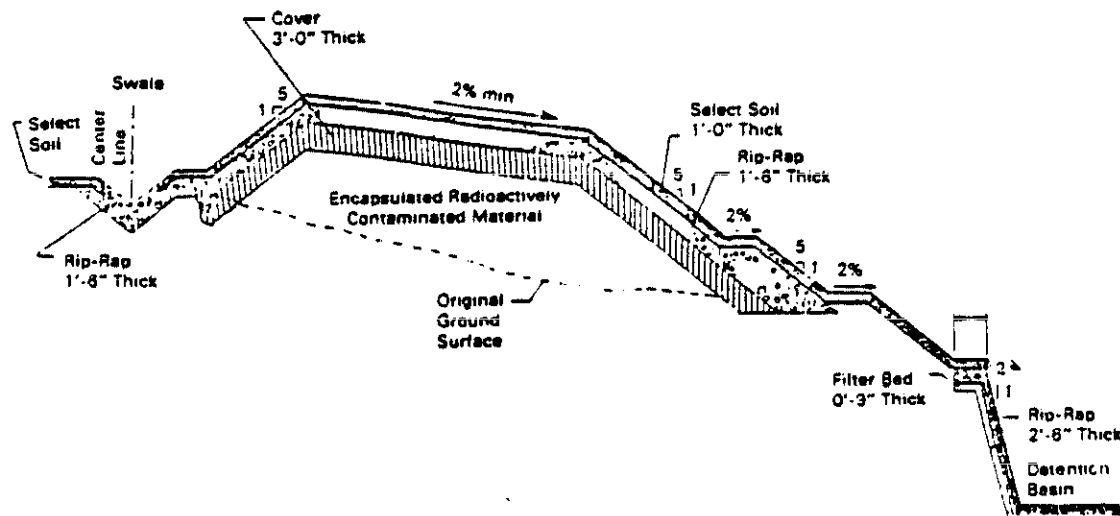 Cover
3'-0" Thick
Swale
Center
Line
Select
Soil
5
1
2% min
Select Soil
1'-0" Thick
Rip-Rap
1'-6" Thick
5
1
Encapsulated Radioactively
Contaminated Material
2%
5
1
2%
Rip-Rap
1'-6" Thick
Original
Ground
Surface
Filter Bed
0'-3" Thick
2
1
Rip-Rap
2'-6" Thick
Detention
Basin